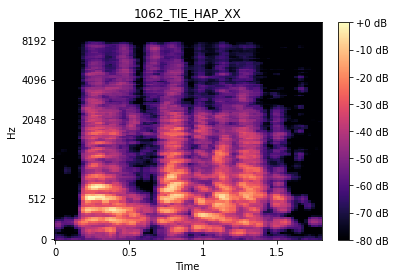 1062_TIE_HAP_XX
+0 dB
8192
-10 dB
4096
-20 dB
-30 dB
2048
Hz
-40 dB
1024
-50 dB
512
-60 dB
-70 dB
0
-80 dB
0 0.5 1 1.5
Time